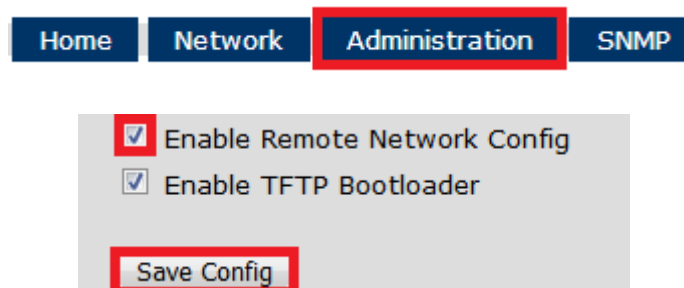 Home Network Administration SNMP
Enable Remote Network Config
Enable TFTP Bootloader
Save Config